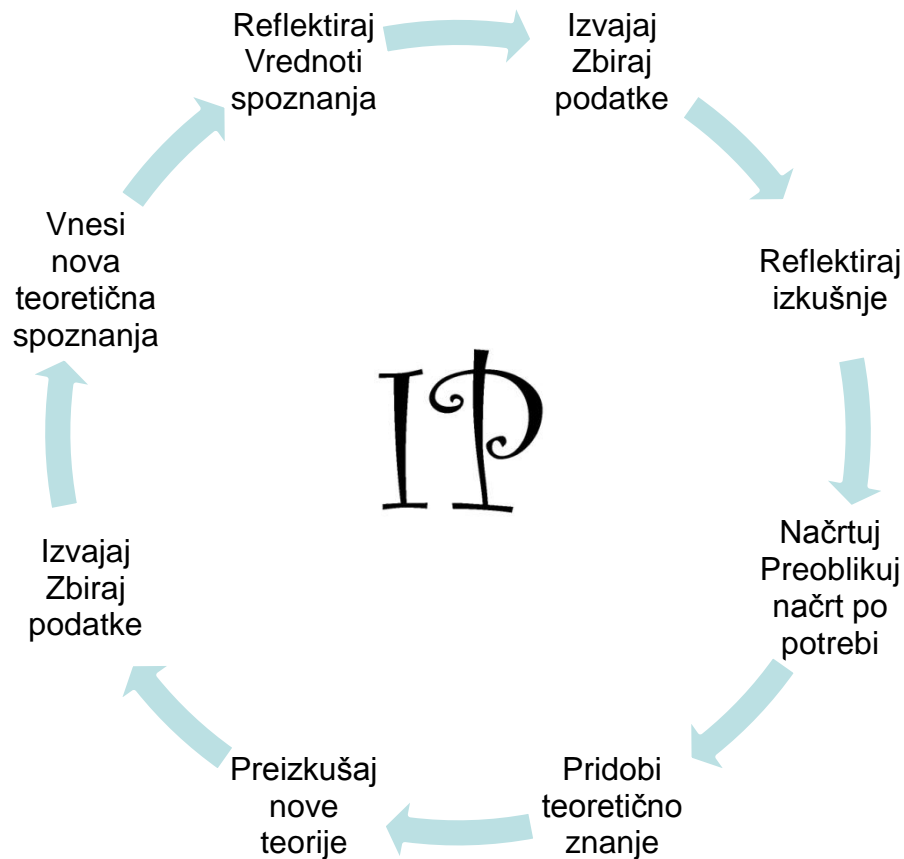 Reflektiraj
Vrednoti
spoznanja
Izvajaj
Zbiraj
podatke
Reflektiraj
izkušnje
Načrtuj
Preoblikuj
načrt po
potrebi
Pridobi
teoretično
znanje
Preizkušaj
nove
teorije
Izvajaj
Zbiraj
podatke
Vnesi
nova
teoretična
spoznanja
IP